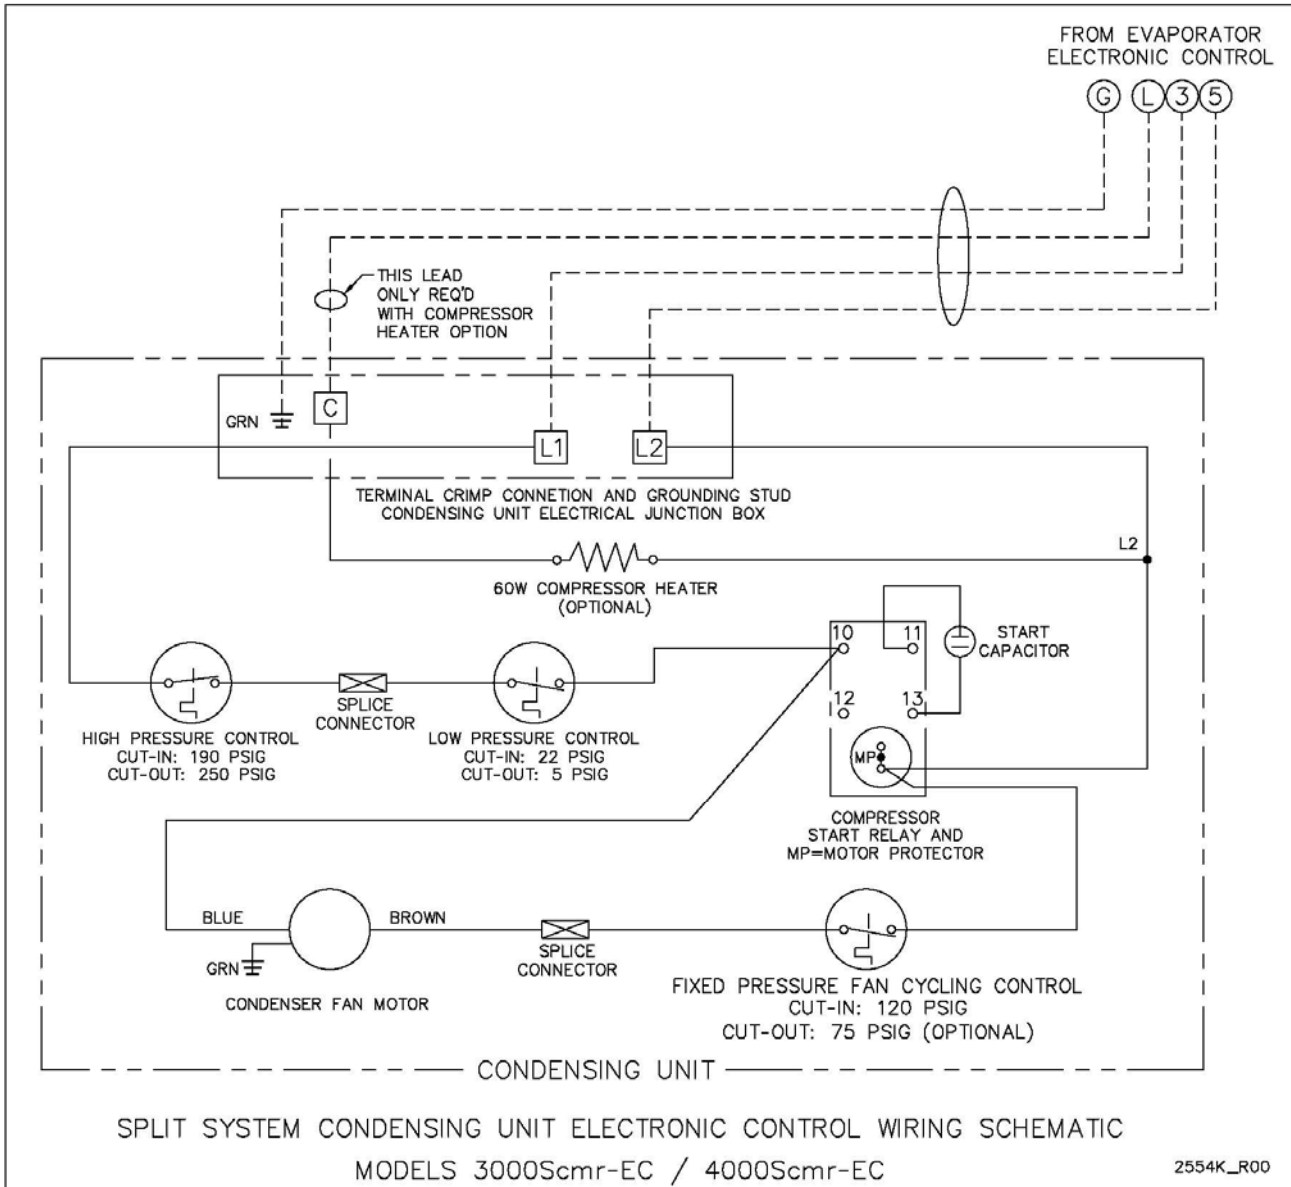 FROM EVAPORATOR
ELECTRONIC CONTROL
G L 3 5
THIS LEAD
ONLY REQ'D
WITH COMPRESSOR
HEATER OPTION
GRN
C
L1
L2
TERMINAL CRIMP CONNETION AND GROUNDING STUD
CONDENSING UNIT ELECTRICAL JUNCTION BOX
L2
60W COMPRESSOR HEATER
(OPTIONAL)
10 11
START
CAPACITOR
12 13
SPLICE
CONNECTOR
HIGH PRESSURE CONTROL
CUT-IN: 190 PSIG
CUT-OUT: 250 PSIG
LOW PRESSURE CONTROL
CUT-IN: 22 PSIG
CUT-OUT: 5 PSIG
MP
COMPRESSOR
START RELAY AND
MP=MOTOR PROTECTOR
BLUE
BROWN
GRN
SPLICE
CONNECTOR
CONDENSER FAN MOTOR
FIXED PRESSURE FAN CYCLING CONTROL
CUT-IN: 120 PSIG
CUT-OUT: 75 PSIG (OPTIONAL)
CONDENSING UNIT
SPLIT SYSTEM CONDENSING UNIT ELECTRONIC CONTROL WIRING SCHEMATIC
MODELS 3000Scmr-EC / 4000Scmr-EC
2554K_R00